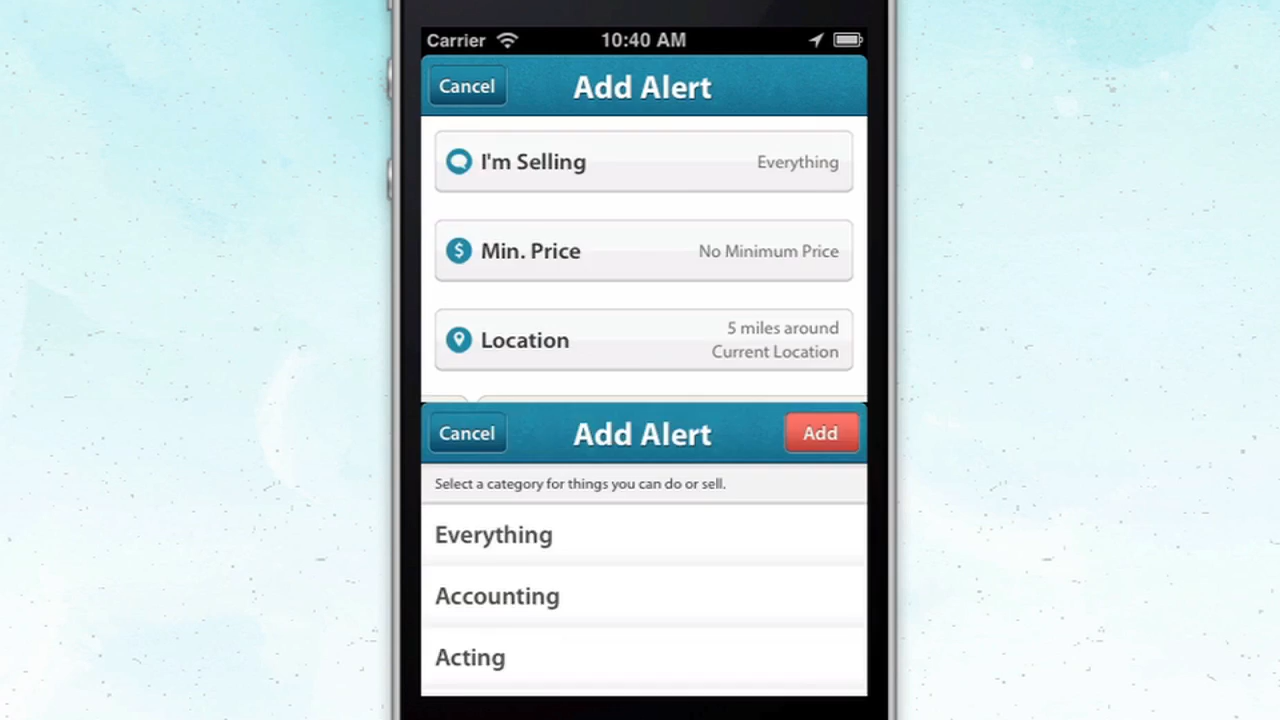 Carrier 10:40 AM
Cancel Add Alert
I'm Selling Everything
$ Min. Price No Minimum Price
Location 5 miles around
Current Location
Cancel Add Alert Add
Select a category for things you can do or sell.
Everything
Accounting
Acting